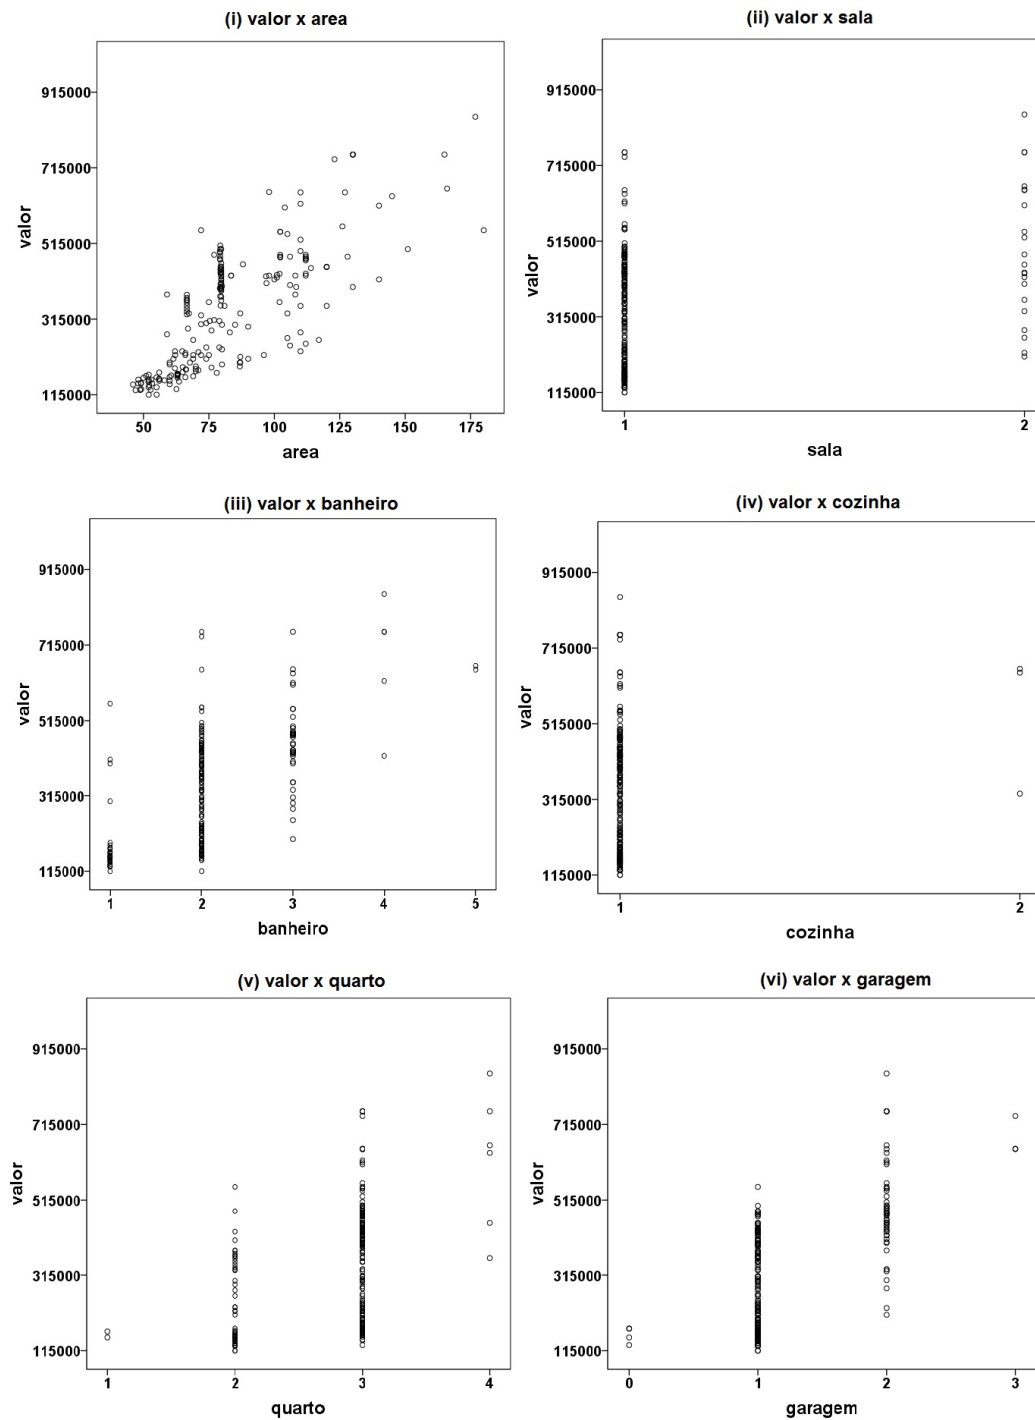 (i) valor x area
915000
715000
515000
315000
115000
valor
50 75 100 125 150 175
area
(ii) valor x sala
915000
715000
515000
315000
115000
valor
1 2
sala
(iii) valor x banheiro
915000
715000
515000
315000
115000
valor
1 2 3 4 5
banheiro
(iv) valor x cozinha
915000
715000
515000
315000
115000
valor
1 2
cozinha
(v) valor x quarto
915000
715000
515000
315000
115000
valor
1 2 3 4
quarto
(vi) valor x garagem
915000
715000
515000
315000
115000
valor
0 1 2 3
garagem